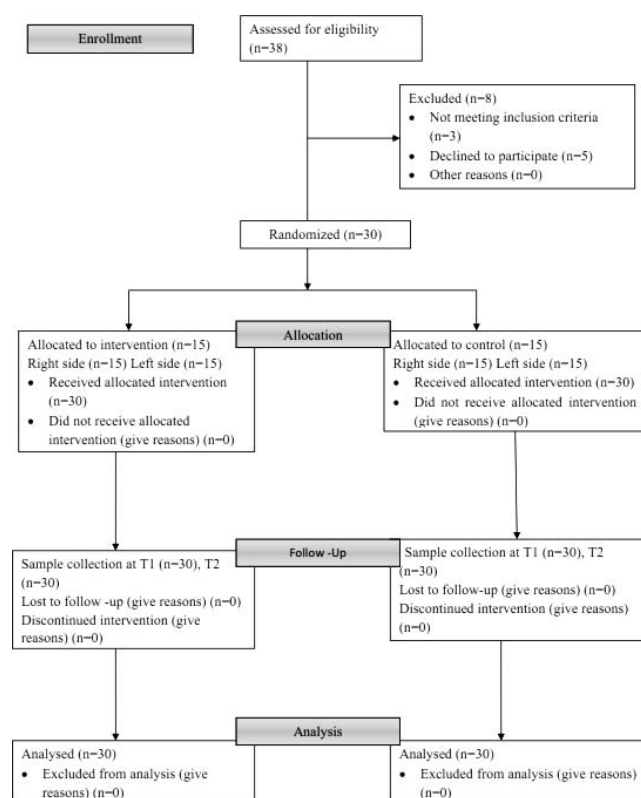 Enrollment
Assessed for eligibility
(n=38)
Excluded (n=8)
• Not meeting inclusion criteria
(n=3)
• Declined to participate (n=5)
• Other reasons (n=0)
Randomized (n=30)
Allocation
Allocated to intervention (n=15)
Right side (n=15) Left side (n=15)
• Received allocated intervention
(n=30)
• Did not receive allocated
intervention (give reasons) (n=0)
Allocated to control (n=15)
Right side (n=15) Left side (n=15)
• Received allocated intervention (n=30)
• Did not receive allocated intervention
(give reasons) (n=0)
Follow -Up
Sample collection at T1 (n=30), T2
(n=30)
Lost to follow -up (give reasons) (n=0)
Discontinued intervention (give
reasons) (n=0)
Sample collection at T1 (n=30), T2
(n=30)
Lost to follow-up (give reasons) (n=0)
Discontinued intervention (give reasons)
(n=0)
Analysis
Analysed (n=30)
• Excluded from analysis (give
reasons) (n=0)
Analysed (n=30)
• Excluded from analysis (give reasons)
(n=0)